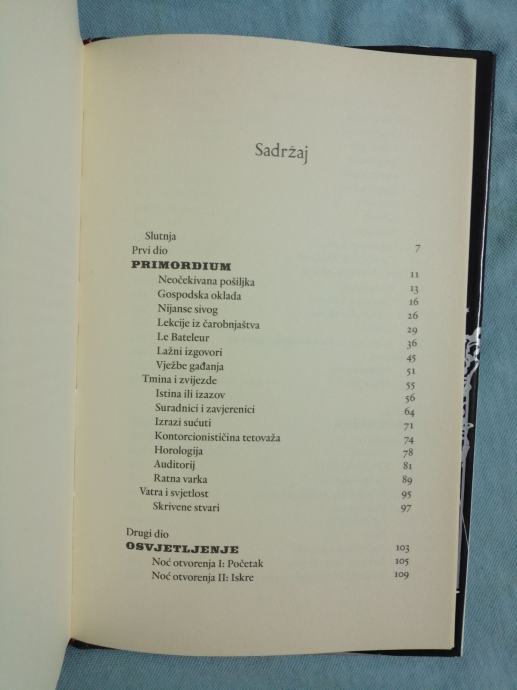 Sadržaj
Slutnja 7
Prvi dio
PRIMORDIUM 11
Neočekivana pošiljka 13
Gospodska oklada 16
Nijanse sivog 26
Lekcije iz čarobnjaštva 29
Le Bateleur 36
Lažni izgovori 45
Vježbe gađanja 51
Tmina i zvijezde 55
Istina ili izazov 56
Suradnici i zavjerenici 64
Izrazi sućuti 71
Kontorcionističina tetovaža 74
Horologija 78
Auditorij 81
Ratna varka 89
Vatra i svjetlost 95
Skrivene stvari 97
Drugi dio
OSVJETLJENJE 103
Noć otvorenja I: Početak 105
Noć otvorenja II: Iskre 109